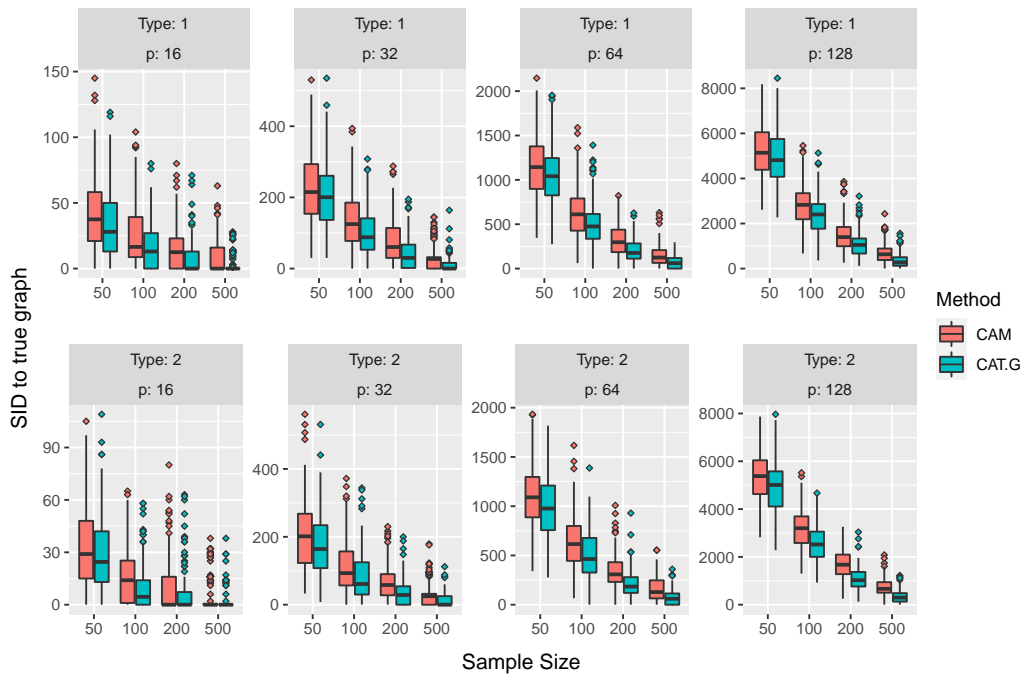 Type: 1
p: 16
Type: 1
p: 32
Type: 1
p: 64
Type: 1
p: 128
150
100
50
0
400
200
0
2000
1500
1000
500
0
8000
6000
4000
2000
0
50 100 200 500
50 100 200 500
50 100 200 500
50 100 200 500
SID to true graph
Type: 2
p: 16
Type: 2
p: 32
Type: 2
p: 64
Type: 2
p: 128
90
60
30
0
400
200
0
2000
1500
1000
500
0
8000
6000
4000
2000
0
50 100 200 500
50 100 200 500
50 100 200 500
50 100 200 500
Sample Size
Method
CAM
CAT.G